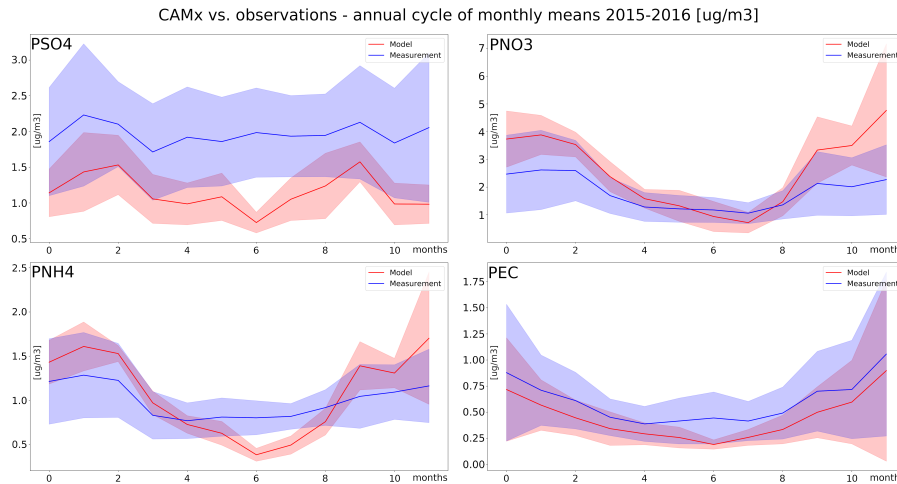 CAMx vs. observations - annual cycle of monthly means 2015-2016 [ug/m3]
PSO4
Model
Measurement
[ug/m3]
3.0
2.5
2.0
1.5
1.0
0.5
0 2 4 6 8 10 months
PNO3
Model
Measurement
[ug/m3]
7
6
5
4
3
2
1
0 2 4 6 8 10 months
PNH4
Model
Measurement
[ug/m3]
2.5
2.0
1.5
1.0
0.5
0 2 4 6 8 10 months
PEC
Model
Measurement
[ug/m3]
1.75
1.50
1.25
1.00
0.75
0.50
0.25
0.00
0 2 4 6 8 10 months